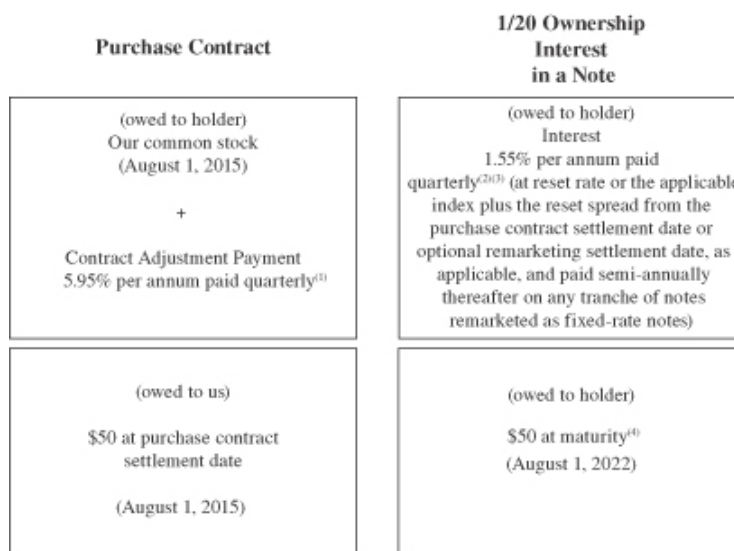 Purchase Contract
1/20 Ownership
Interest
in a Note
(owed to holder)
Our common stock
(August 1, 2015)
+
Contract Adjustment Payment
5.95% per annum paid quarterly(1)
(owed to holder)
Interest
1.55% per annum paid
quarterly(2)(3) (at reset rate or the applicable
index plus the reset spread from the
purchase contract settlement date or
optional remarketing settlement date, as
applicable, and paid semi-annually
thereafter on any tranche of notes
remarketed as fixed-rate notes)
(owed to us)
$50 at purchase contract
settlement date
(August 1, 2015)
(owed to holder)
$50 at maturity(4)
(August 1, 2022)